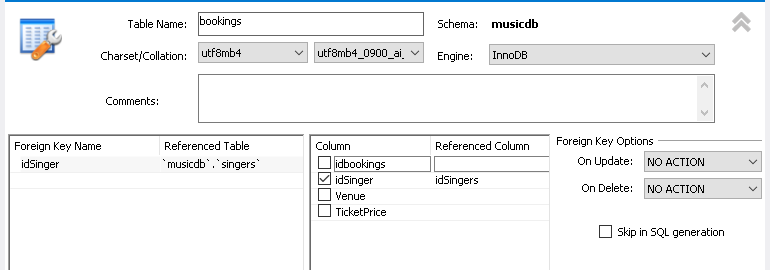 Table Name: bookings Schema: musicdb
Charset/Collation: utf8mb4 utf8mb4_0900_ai_ Engine: InnoDB
Comments:
Foreign Key Name Referenced Table
idSinger `musicdb`.`singers`
Column Referenced Column
idbookings
idSinger idSingers
Venue
TicketPrice
Foreign Key Options
On Update: NO ACTION
On Delete: NO ACTION
Skip in SQL generation